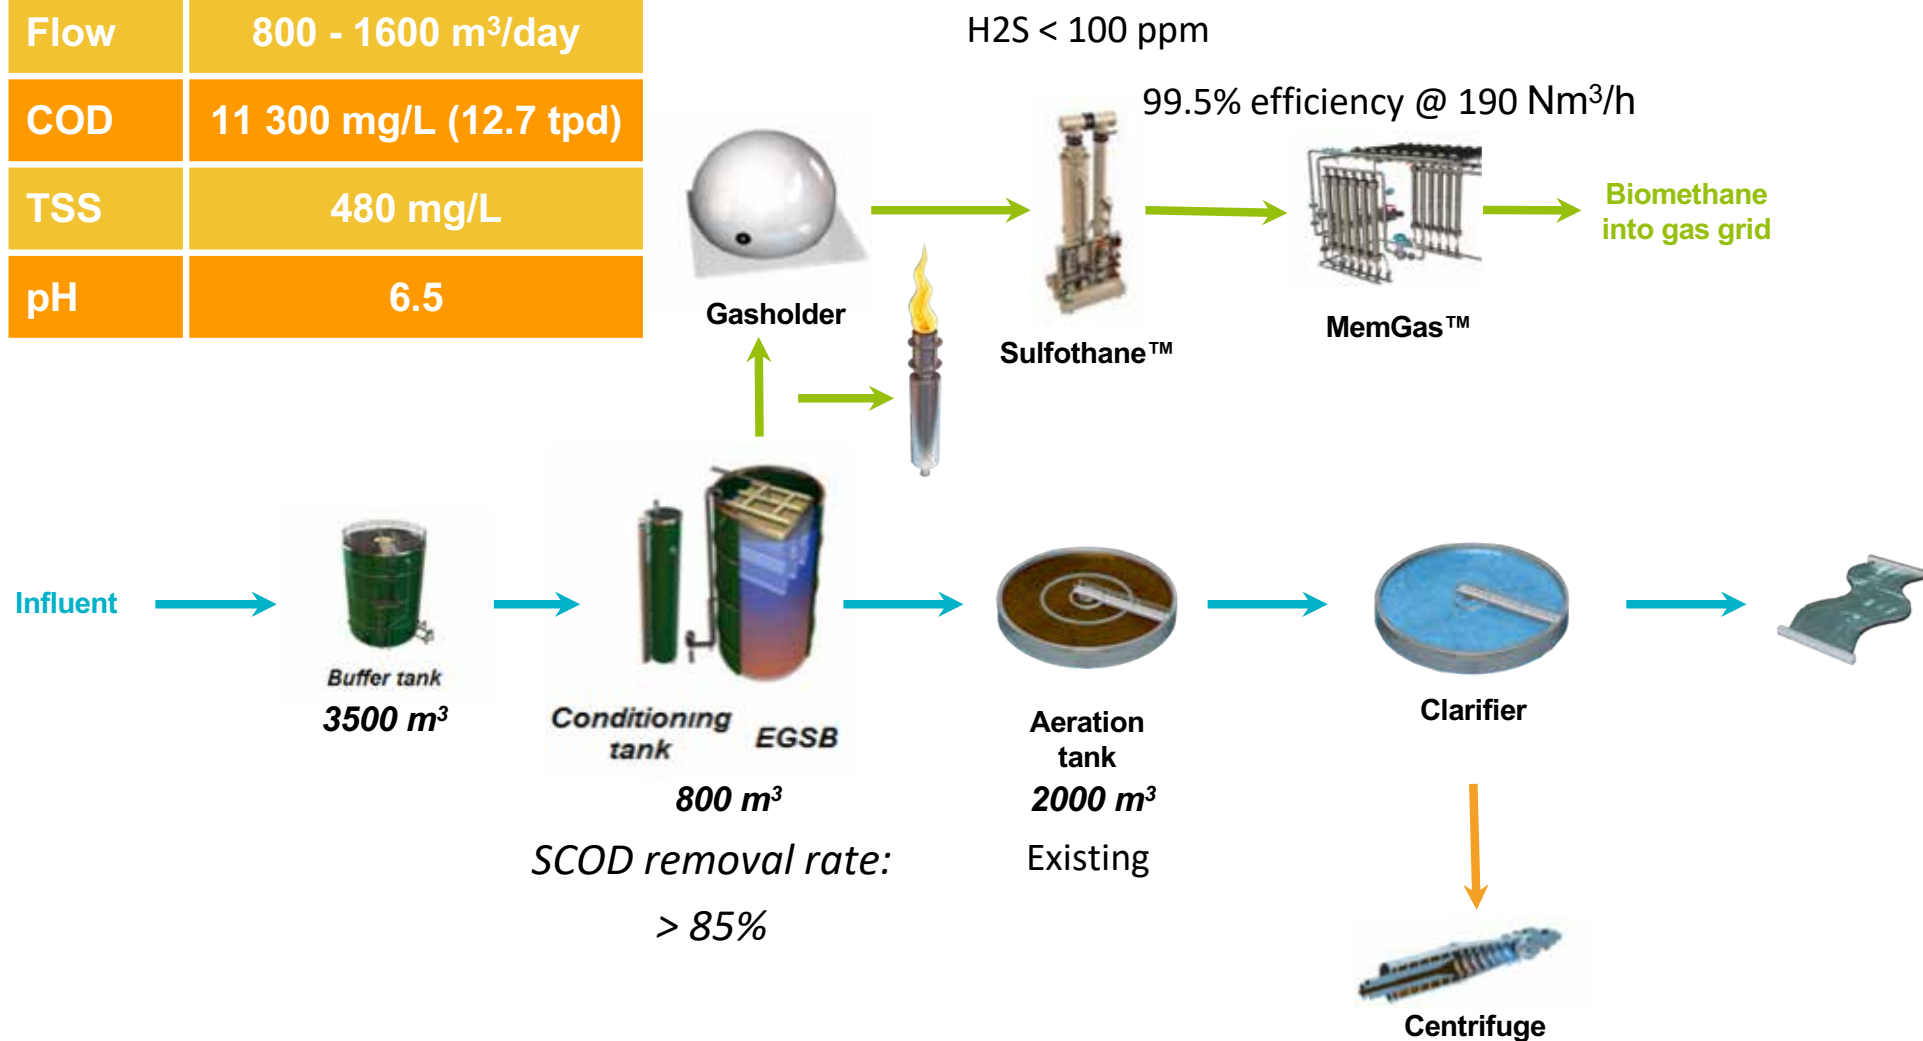 Flow 800 - 1600 m³/day
COD 11 300 mg/L (12.7 tpd)
TSS 480 mg/L
pH 6.5
H2S < 100 ppm
99.5% efficiency @ 190 Nm³/h
Biomethane
into gas grid
Gasholder
Sulfothane™
MemGas™
Influent
Buffer tank
3500 m³
Conditioning
tank
EGSB
800 m³
SCOD removal rate:
> 85%
Aeration
tank
2000 m³
Existing
Clarifier
Centrifuge